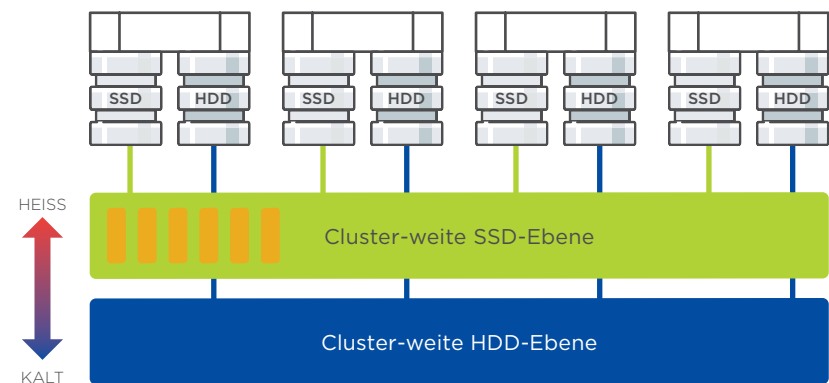 SSD HDD SSD HDD SSD HDD SSD HDD
HEISS
Cluster-weite SSD-Ebene
Cluster-weite HDD-Ebene
KALT